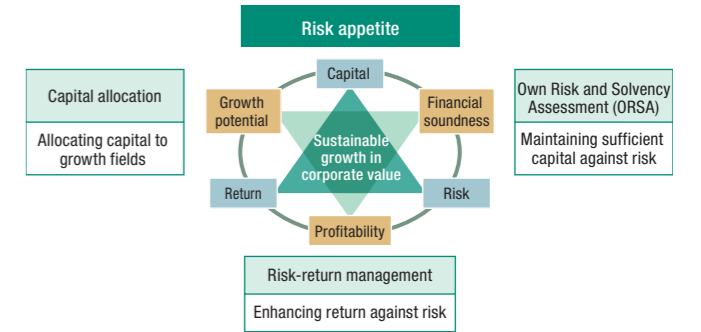 Risk appetite
Capital
Capital allocation
Allocating capital to
growth fields
Growth
potential
Financial
soundness
Own Risk and Solvency
Assessment (ORSA)
Maintaining sufficient
capital against risk
Sustainable
growth in
corporate value
Return
Risk
Profitability
Risk-return management
Enhancing return against risk